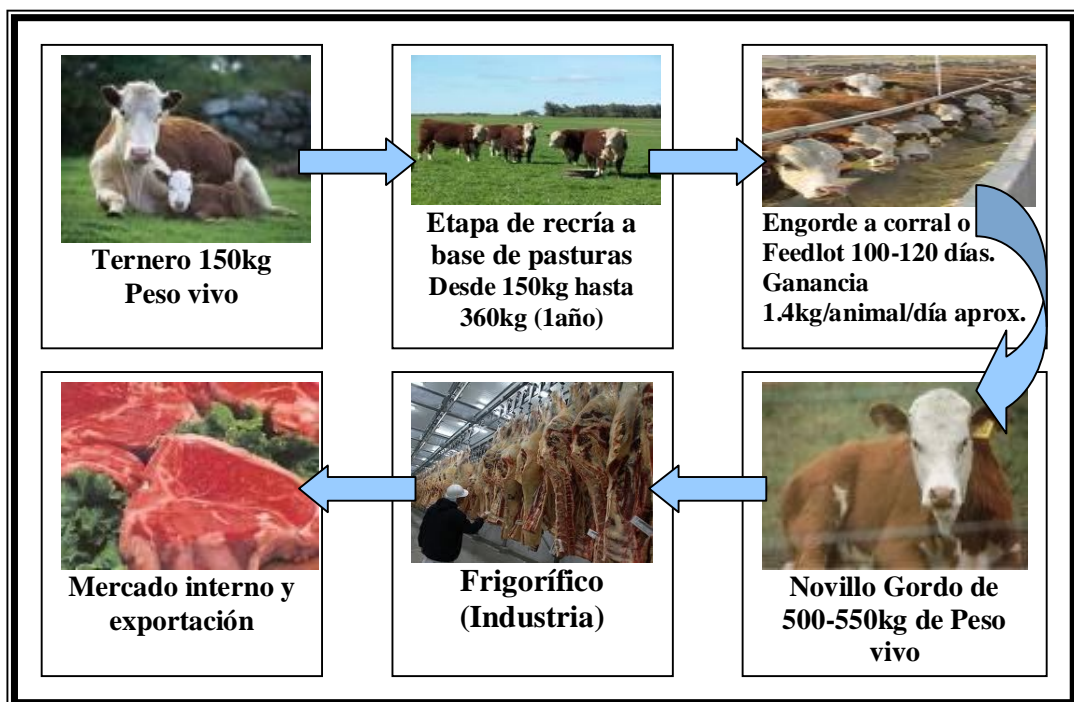 Ternero 150kg
Peso vivo
Etapa de recría a
base de pasturas
Desde 150kg hasta
360kg (1año)
Engorde a corral o
Feedlot 100-120 días.
Ganancia
1.4kg/animal/día aprox.
Mercado interno y
exportación
Frigorífico
(Industria)
Novillo Gordo de
500-550kg de Peso
vivo